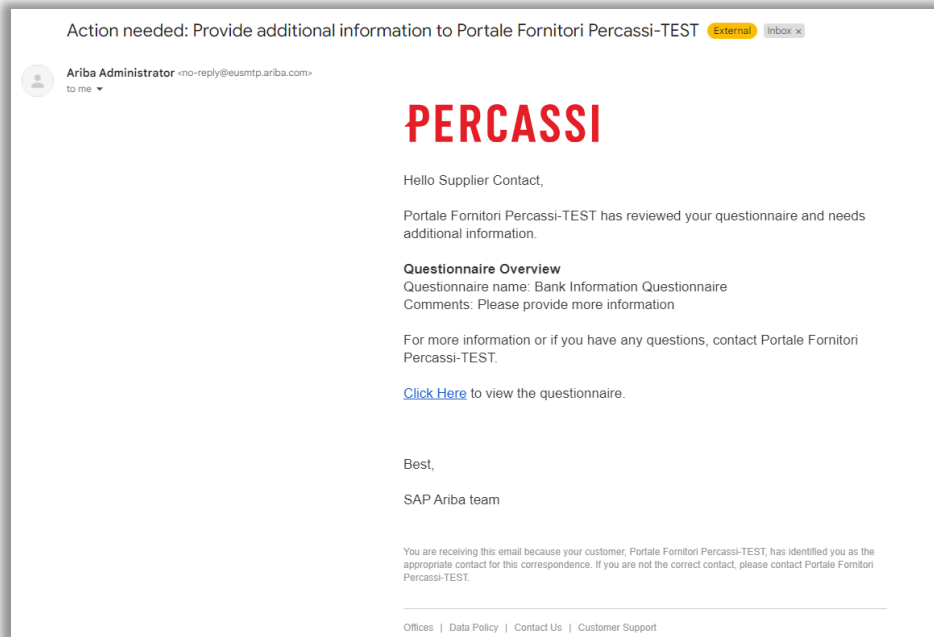 Action needed: Provide additional information to Portale Fornitori Percassi-TEST External Inbox ×
Ariba Administrator <no-reply@eusmtp.ariba.com>
to me
PERCASSI
Hello Supplier Contact,
Portale Fornitori Percassi-TEST has reviewed your questionnaire and needs
additional information.
Questionnaire Overview
Questionnaire name: Bank Information Questionnaire
Comments: Please provide more information
For more information or if you have any questions, contact Portale Fornitori
Percassi-TEST.
Click Here to view the questionnaire.
Best,
SAP Ariba team
You are receiving this email because your customer, Portale Fornitori Percassi-TEST, has identified you as the
appropriate contact for this correspondence. If you are not the correct contact, please contact Portale Fornitori
Percassi-TEST.
Offices | Data Policy | Contact Us | Customer Support